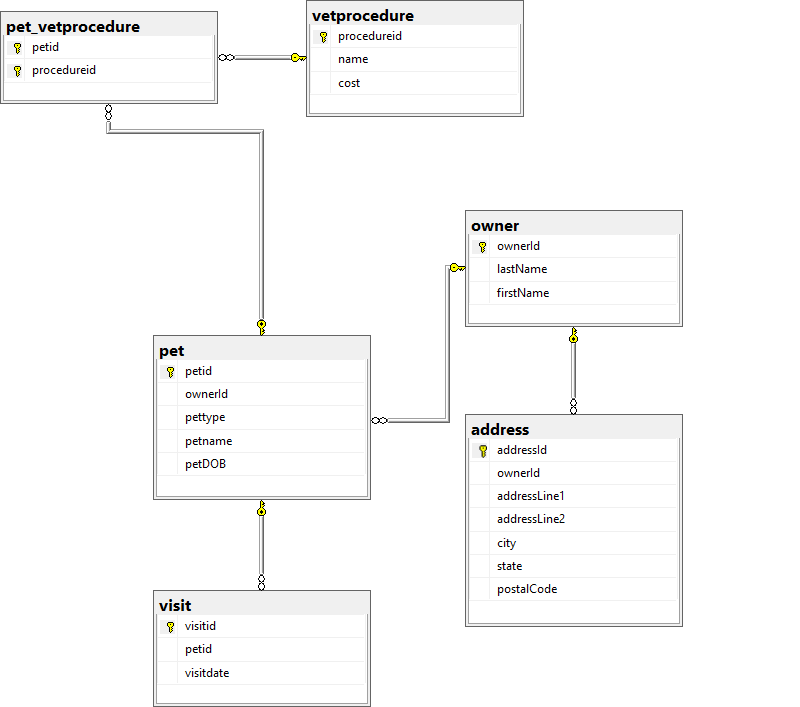 pet_vetprocedure
petid
procedureid
vetprocedure
procedureid
name
cost
owner
ownerId
lastName
firstName
pet
petid
ownerId
pettype
petname
petDOB
address
addressId
ownerId
addressLine1
addressLine2
city
state
postalCode
visit
visitid
petid
visitdate